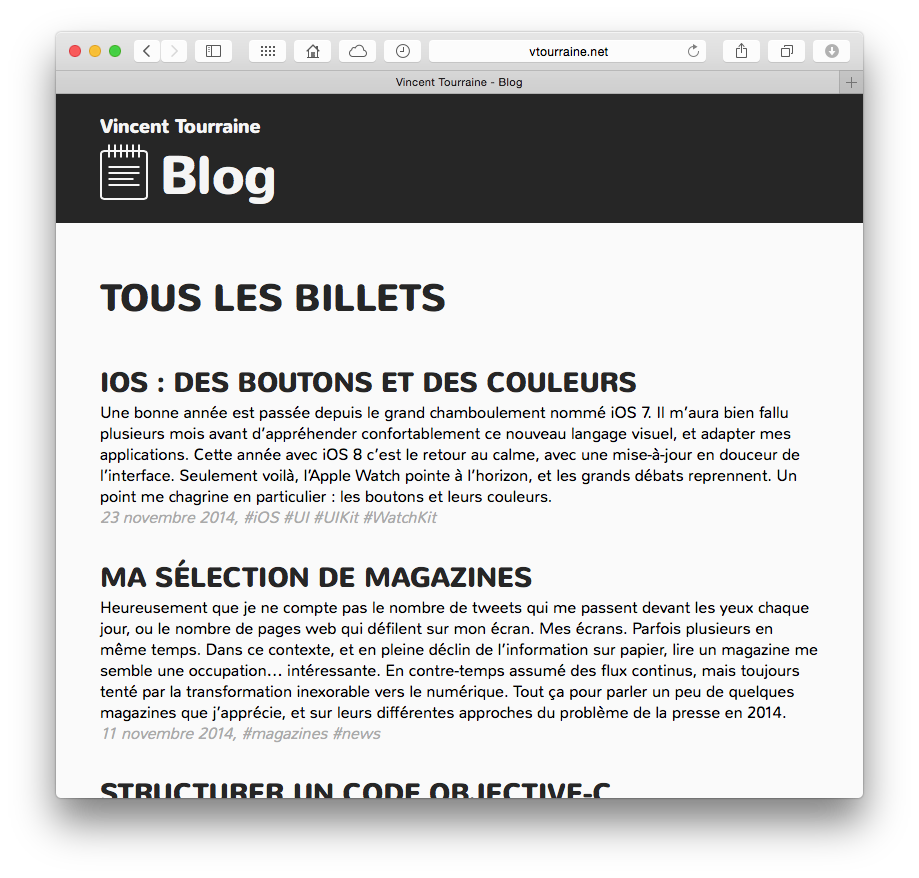 vtourraine.net
Vincent Tourraine - Blog
Vincent Tourraine
Blog
TOUS LES BILLETS
IOS : DES BOUTONS ET DES COULEURS
Une bonne année est passée depuis le grand chamboulement nommé iOS 7. Il m’aura bien fallu
plusieurs mois avant d’appréhender confortablement ce nouveau langage visuel, et adapter mes
applications. Cette année avec iOS 8 c’est le retour au calme, avec une mise-à-jour en douceur de
l’interface. Seulement voilà, l’Apple Watch pointe à l’horizon, et les grands débats reprennent. Un
point me chagrine en particulier : les boutons et leurs couleurs.
23 novembre 2014, #iOS #UI #UIKit #WatchKit
MA SÉLECTION DE MAGAZINES
Heureusement que je ne compte pas le nombre de tweets qui me passent devant les yeux chaque
jour, ou le nombre de pages web qui défilent sur mon écran. Mes écrans. Parfois plusieurs en
même temps. Dans ce contexte, et en pleine déclin de l’information sur papier, lire un magazine me
semble une occupation… intéressante. En contre-temps assumé des flux continus, mais toujours
tenté par la transformation inexorable vers le numérique. Tout ça pour parler un peu de quelques
magazines que j’apprécie, et sur leurs différentes approches du problème de la presse en 2014.
11 novembre 2014, #magazines #news
STRUCTURER UN CODE OBJECTIVE-C